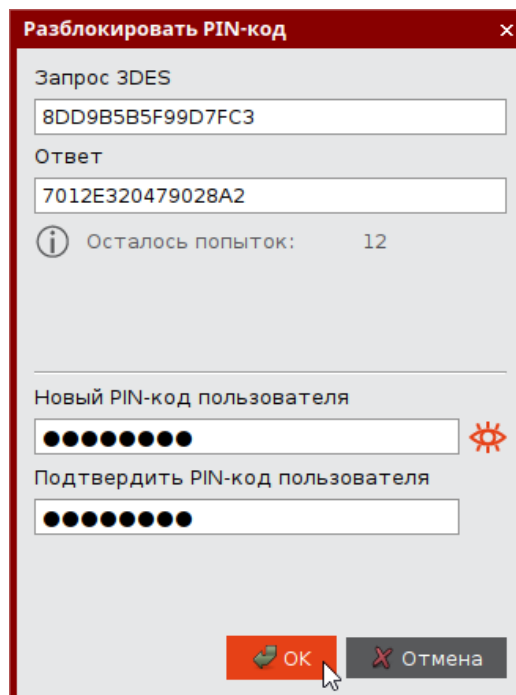 Разблокировать PIN-код
Запрос 3DES
8DD9B5B5F99D7FC3
Ответ
7012E320479028A2
Осталось попыток: 12
Новый PIN-код пользователя
●●●●●●●●
Подтвердить PIN-код пользователя
●●●●●●●●
OK Отмена